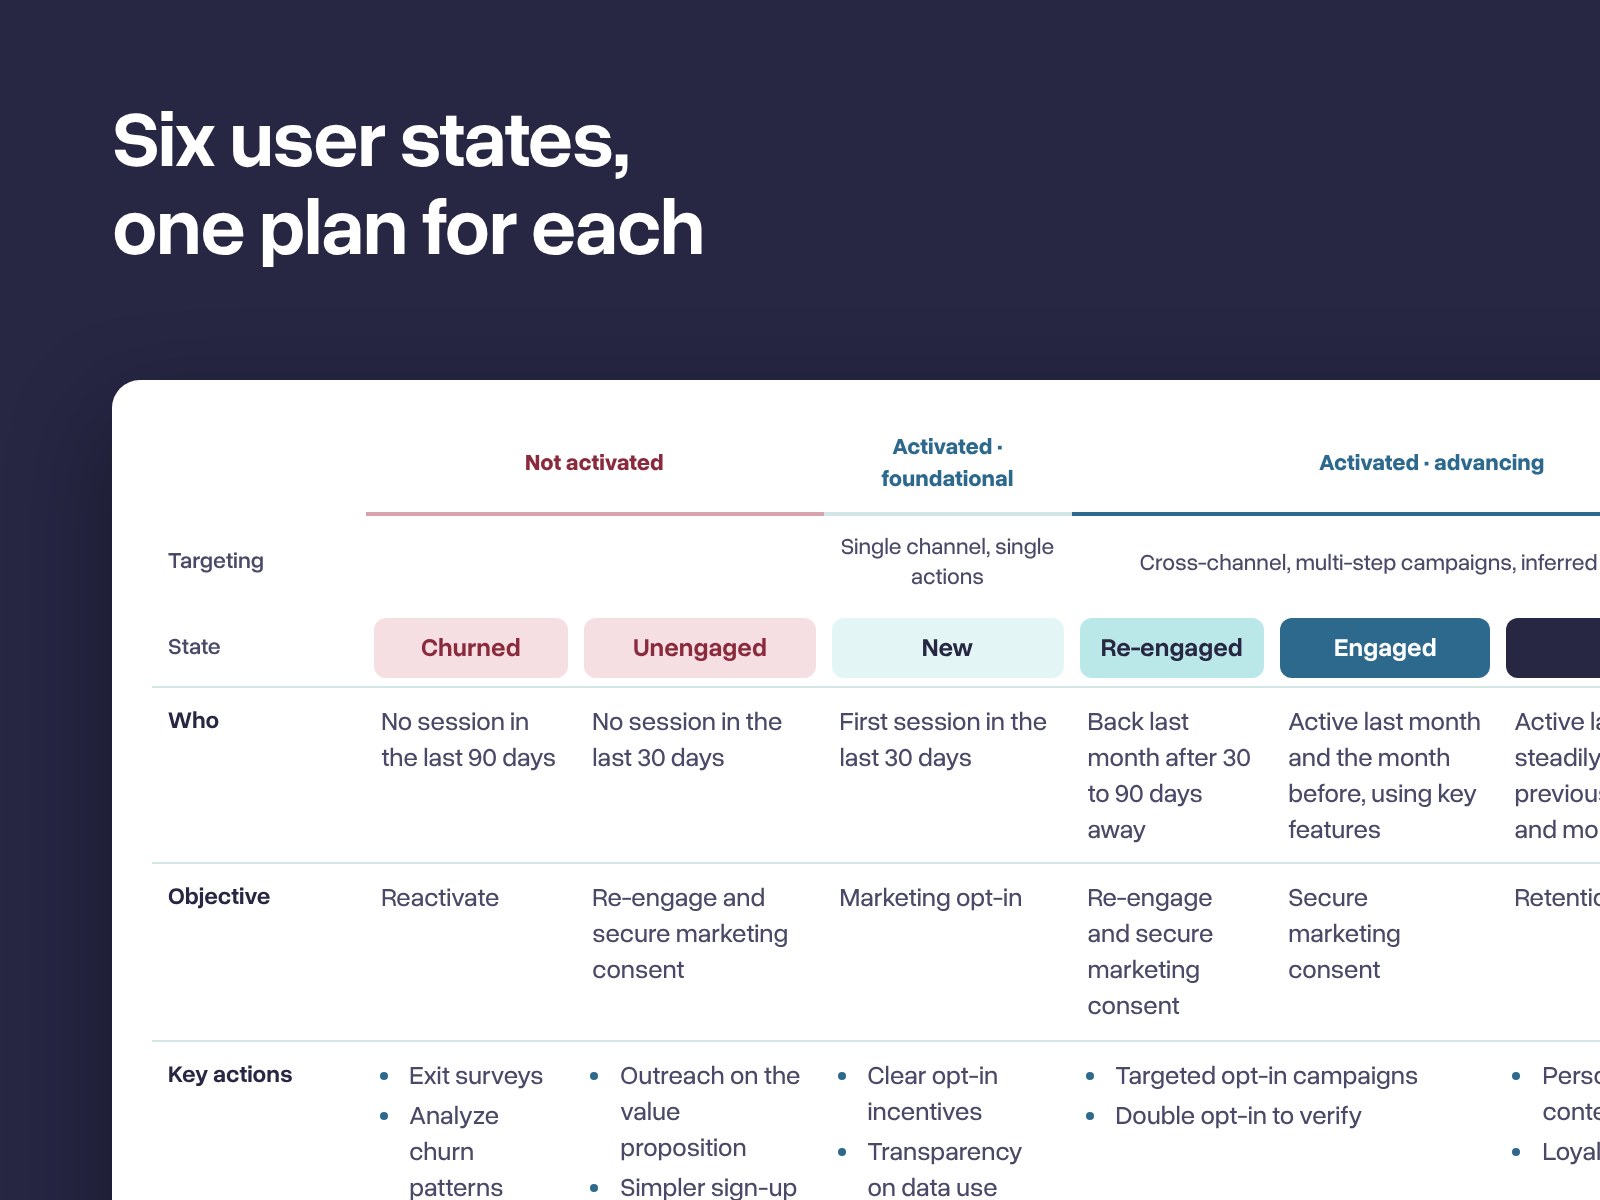 Six user states,
one plan for each
Not activated
Activated ·
foundational
Activated · advancing
Targeting
Single channel, single
actions
Cross-channel, multi-step campaigns, inferred
State
Churned
Unengaged
New
Re-engaged
Engaged
Who
No session in
the last 90 days
No session in the
last 30 days
First session in the
last 30 days
Back last
month after 30
to 90 days
away
Active last month
and the month
before, using key
features
Active
steadily
and
Objective
Reactivate
Re-engage and
secure marketing
consent
Marketing opt-in
Re-engage
and secure
marketing
consent
Secure
marketing
consent
Key actions
• Exit surveys
• Analyze
churn
patterns
• Outreach on the
value
proposition
• Simpler sign-up
• Clear opt-in
incentives
• Transparency
on data use
• Targeted opt-in campaigns
• Double opt-in to verify